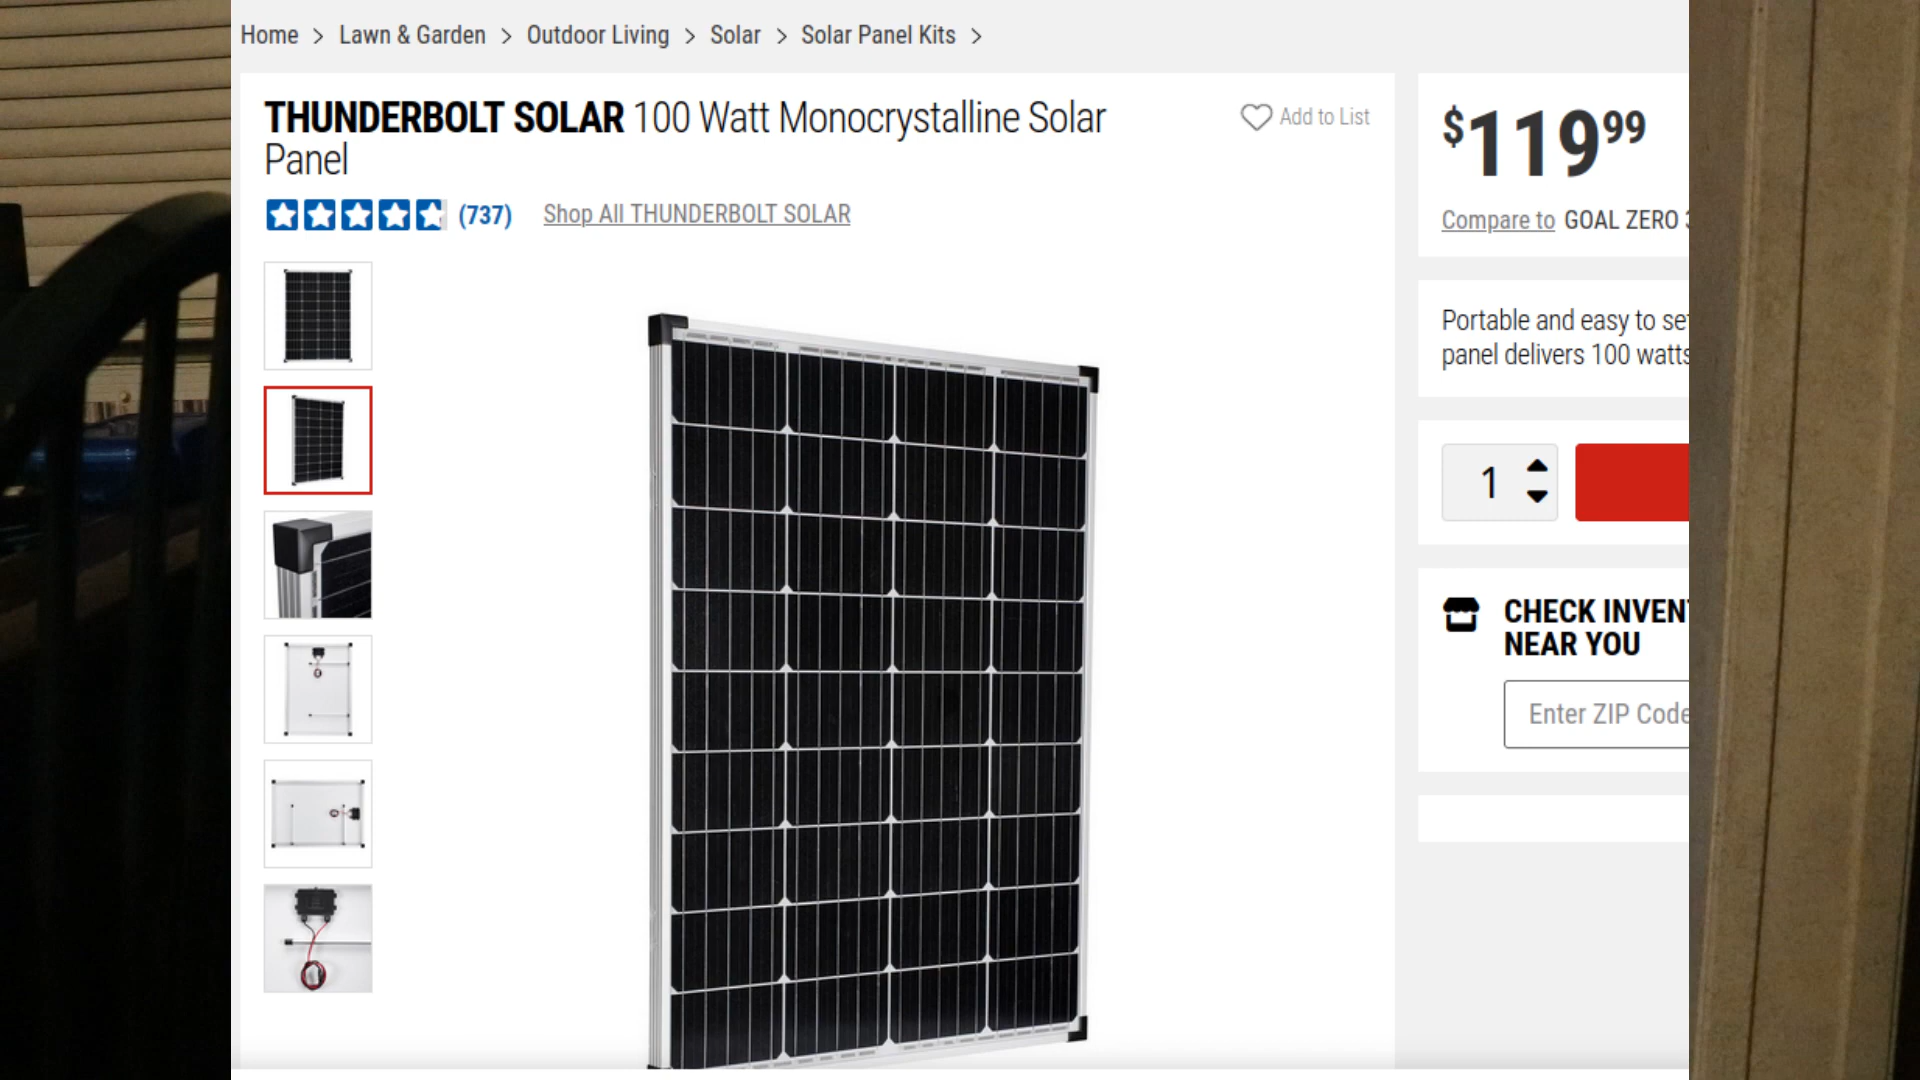 Home > Lawn & Garden > Outdoor Living > Solar > Solar Panel Kits >
THUNDERBOLT SOLAR 100 Watt Monocrystalline Solar
Panel
(737) Shop All THUNDERBOLT SOLAR
Add to List
$119 99
Compare to GOAL ZERO
Portable and easy to
panel delivers 100 watts
1
CHECK INVEN
NEAR YOU
Enter ZIP Code